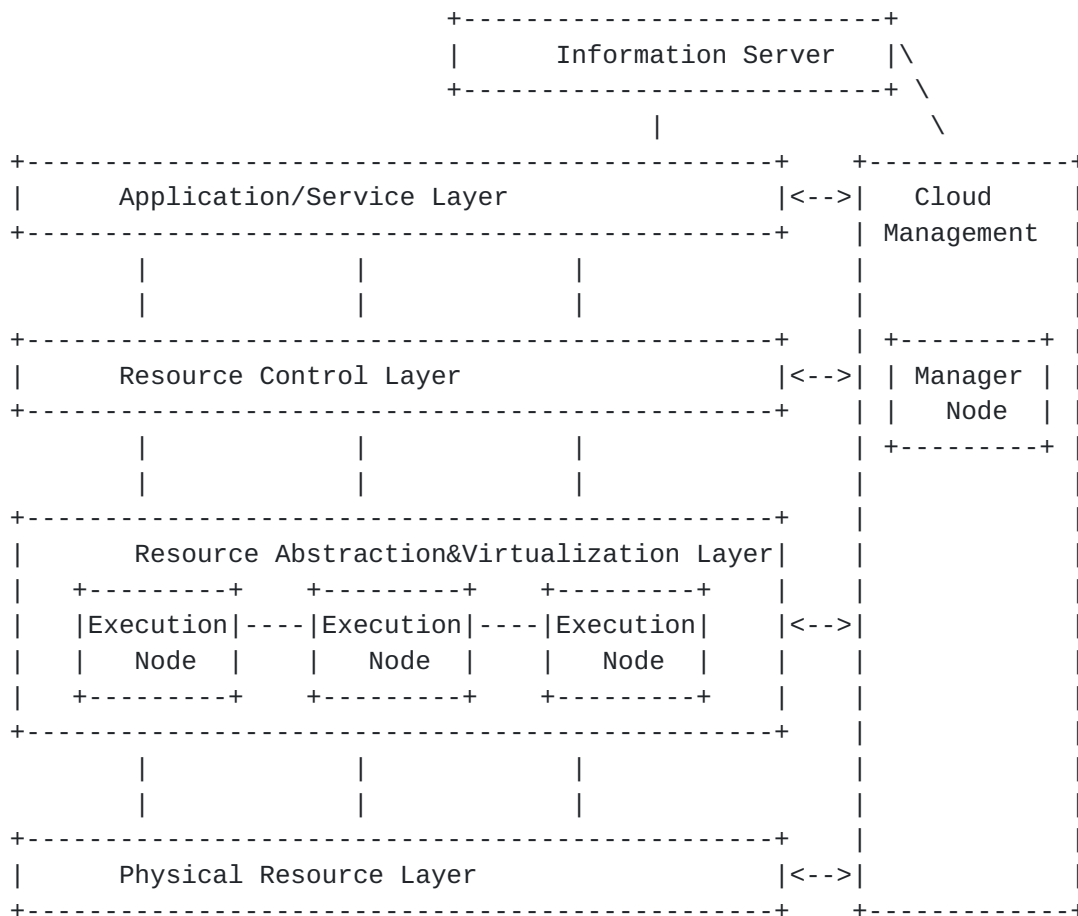 Information Server
Application/Service Layer
Cloud
Management
Resource Control Layer
Manager
Node
Resource Abstraction&Virtualization Layer
Execution Execution Execution
Node Node Node
Physical Resource Layer